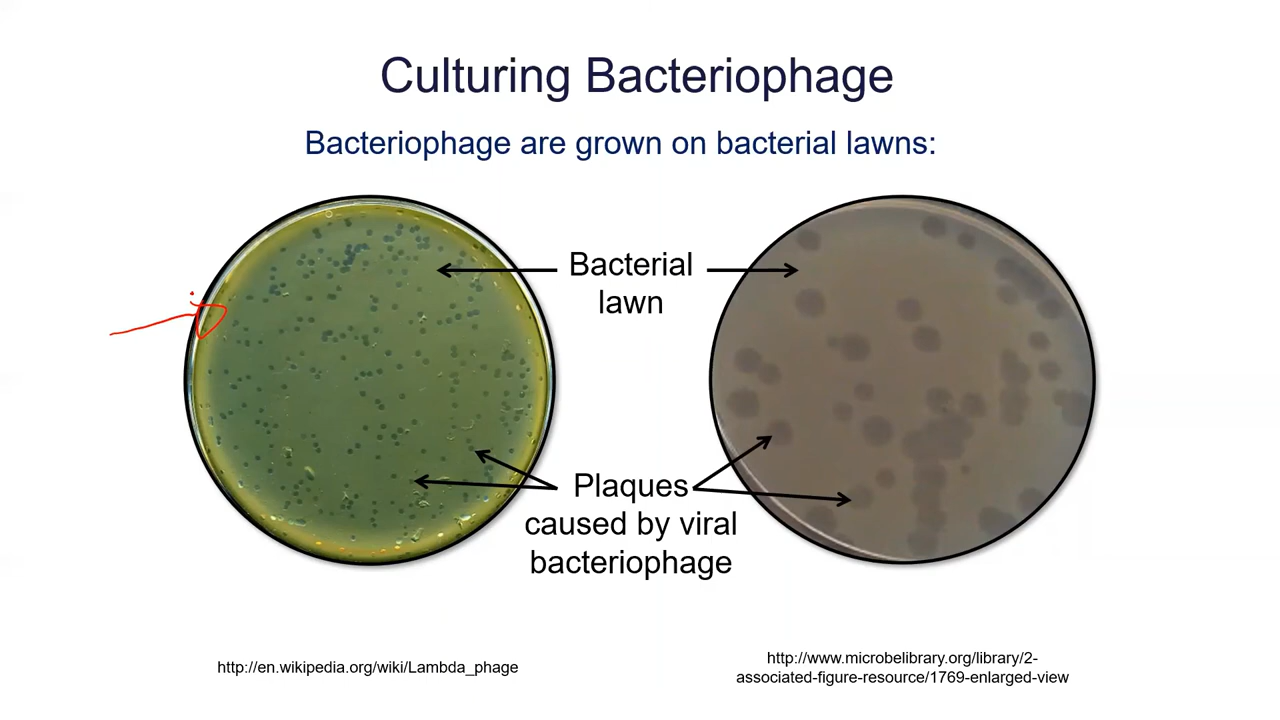 Culturing Bacteriophage
Bacteriophage are grown on bacterial lawns:
Bacterial
lawn
Plaques
caused by viral
bacteriophage
http://en.wikipedia.org/wiki/Lambda_phage
http://www.microbelibrary.org/library/2-
associated-figure-resource/1769-enlarged-view